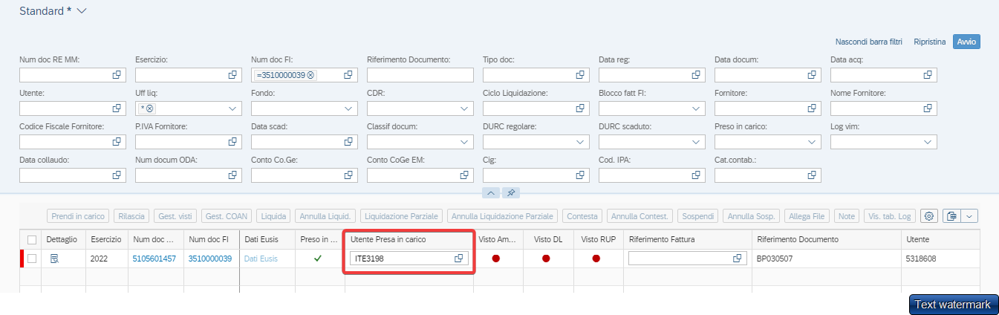 Standard *
Nascondi barra filtri Ripristina Avvio
Num doc RE MM: Esercizio: Num doc FI: Riferimento Documento: Tipo doc: Data reg: Data docum: Data acq:
=3510000039
Utente: Uff liq: Fondo: CDR: Ciclo Liquidazione: Blocco fatt FI: Fornitore: Nome Fornitore:
*
Codice Fiscale Fornitore: P.IVA Fornitore: Data scad: Classif docum: DURC regolare: DURC scaduto: Preso in carico: Log vim:
Data collaudo: Num docum ODA: Conto Co.Ge: Conto CoGe EM: Cig: Cod. IPA: Cat.contab.:
Prendi in carico Rilascia Gest. visti Gest. COAN Liquida Annulla Liquid. Liquidazione Parziale Annulla Liquidazione Parziale Contesta Annulla Contest. Sospendi Annulla Sosp. Allega File Note Vis. tab. Log
Dettaglio Esercizio Num doc ... Num doc FI Dati Eusis Preso in ... Utente Presa in carico Visto Am... Visto DL Visto RUP Riferimento Fattura Riferimento Documento Utente
2022 5105601457 3510000039 Dati Eusis ITE3198 BP030507 5318608
Text watermark